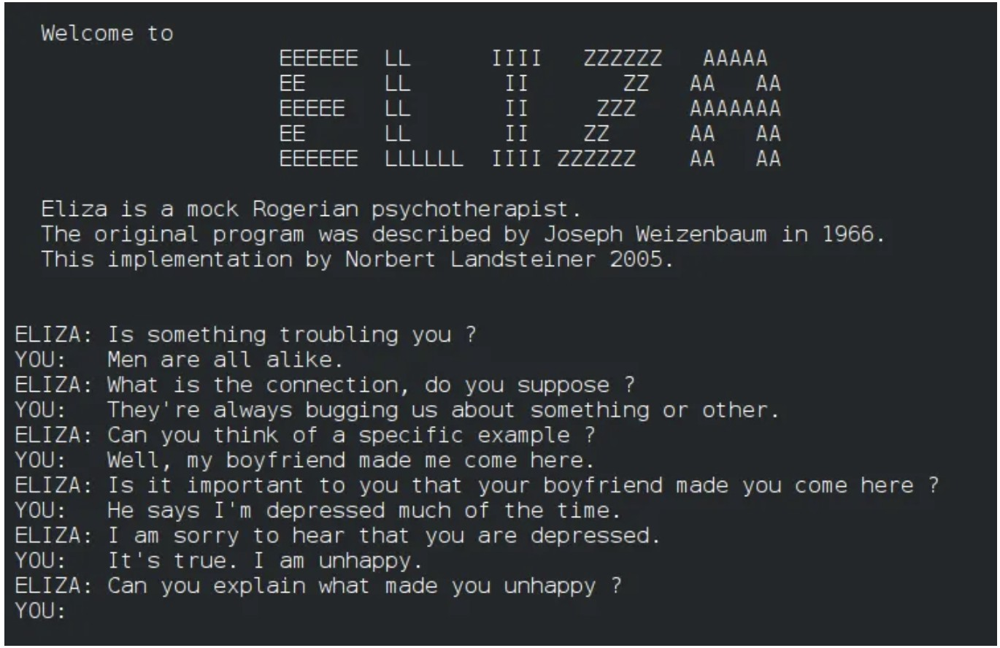 Welcome to
EEEEEE  LL      IIII   ZZZZZZ   AAAAA
EE      LL       II       ZZ   AA   AA
EEEEE   LL       II     ZZZ    AAAAAAA
EE      LL       II    ZZ      AA   AA
EEEEEE  LLLLLL  IIII ZZZZZZ    AA   AA
Eliza is a mock Rogerian psychotherapist.
The original program was described by Joseph Weizenbaum in 1966.
This implementation by Norbert Landsteiner 2005.
ELIZA: Is something troubling you ?
YOU:   Men are all alike.
ELIZA: What is the connection, do you suppose ?
YOU:   They're always bugging us about something or other.
ELIZA: Can you think of a specific example ?
YOU:   Well, my boyfriend made me come here.
ELIZA: Is it important to you that your boyfriend made you come here ?
YOU:   He says I'm depressed much of the time.
ELIZA: I am sorry to hear that you are depressed.
YOU:   It's true. I am unhappy.
ELIZA: Can you explain what made you unhappy ?
YOU: